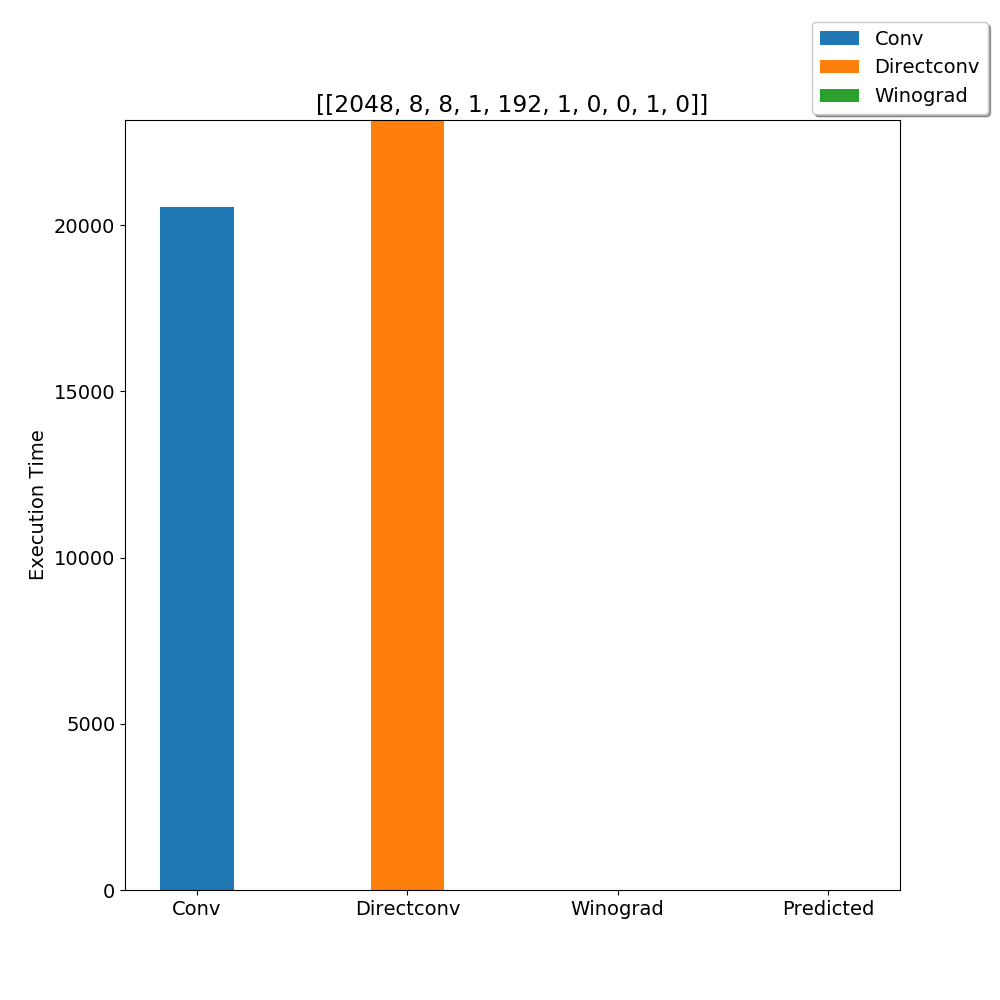 Conv
Directconv
Winograd
[[2048, 8, 8, 1, 192, 1, 0, 0, 1, 0]]
Execution Time
20000
15000
10000
5000
0
Conv
Directconv
Winograd
Predicted